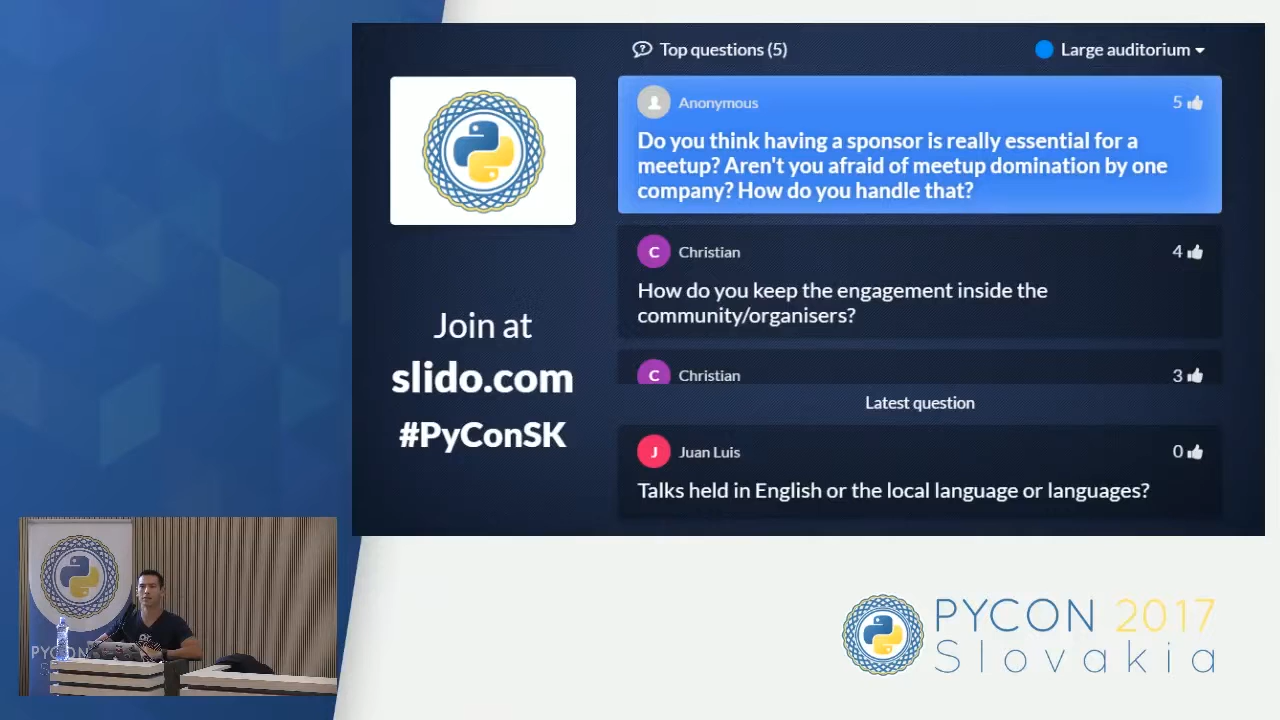 Top questions (5)
Large auditorium
Anonymous
5
Do you think having a sponsor is really essential for a
meetup? Aren't you afraid of meetup domination by one
company? How do you handle that?
C
Christian
4
How do you keep the engagement inside the
community/organisers?
C
Christian
3
Latest question
J
Juan Luis
0
Talks held in English or the local language or languages?
Join at
slido.com
#PyConSK
PYCON 2017
Slovakia
PYCON